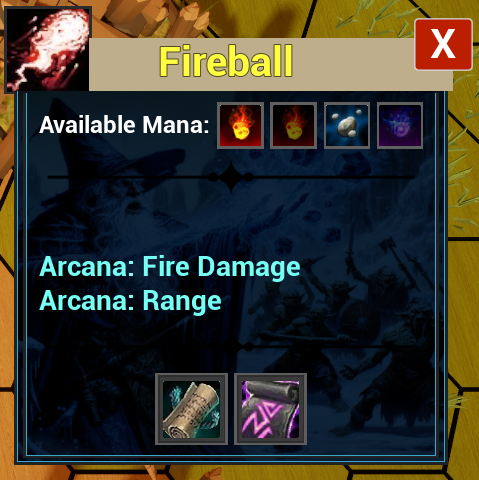 Fireball
X
Available Mana:
Arcana: Fire Damage
Arcana: Range